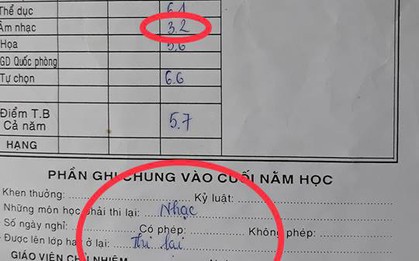 Thể dục 6.1
Âm nhạc 3.2
Họa 5.6
GD Quốc phòng
Tự chọn 6.6
Điểm T.B
Cả năm 5.7
HẠNG
PHẦN GHI CHUNG VÀO CUỐI NĂM HỌC
Khen thưởng: Kỷ luật:
Những môn học phải thi lại: Nhạc
Số ngày nghỉ: Có phép: Không phép:
Được lên lớp hay ở lại: Thi lại
GIÁO VIÊN CHỦ NHIỆM